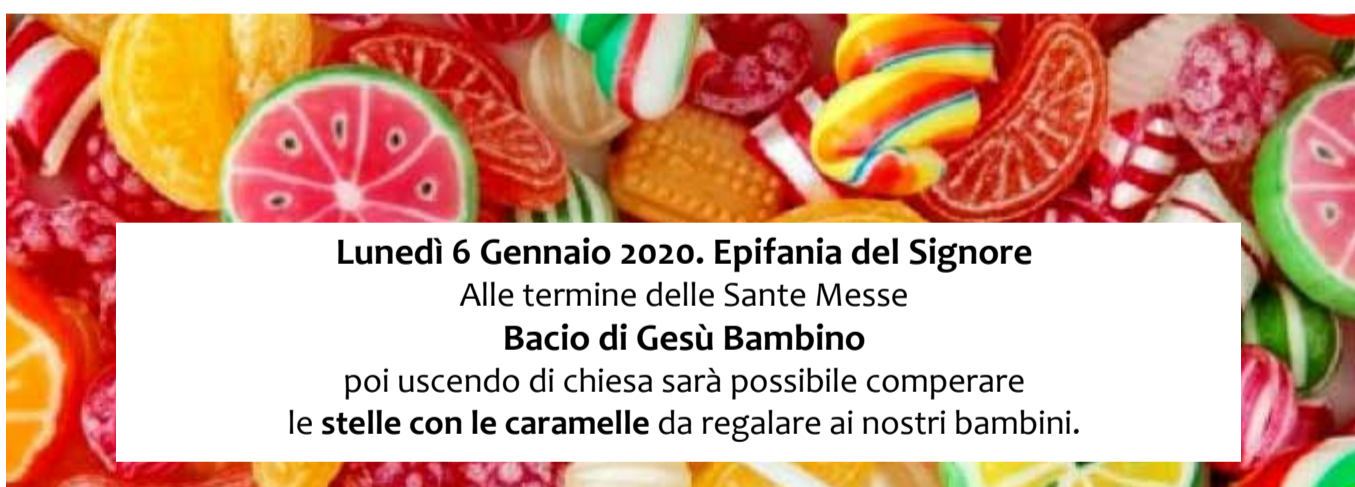 Lunedì 6 Gennaio 2020. Epifania del Signore
Alle termine delle Sante Messe
Bacio di Gesù Bambino
poi uscendo di chiesa sarà possibile comperare
le stelle con le caramelle da regalare ai nostri bambini.